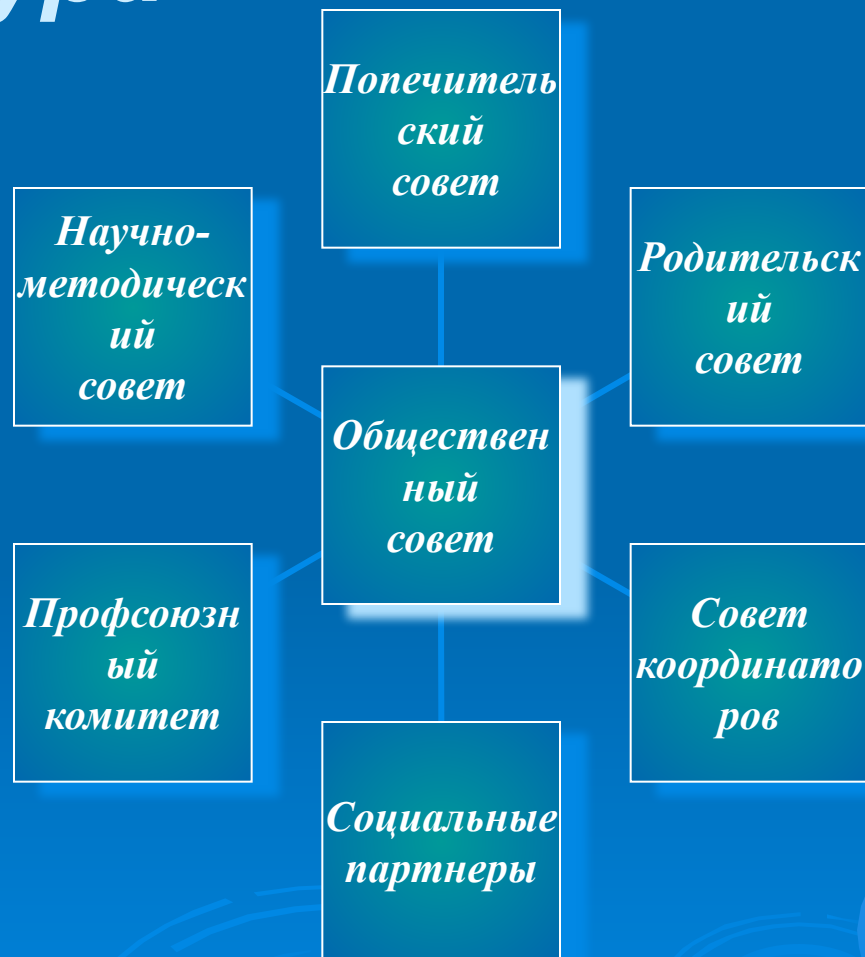 Попечитель
ский
совет
Научно-
методическ
ий
совет
Родительск
ий
совет
Обществен
ный
совет
Профсоюзн
ый
комитет
Совет
координато
ров
Социальные
партнеры